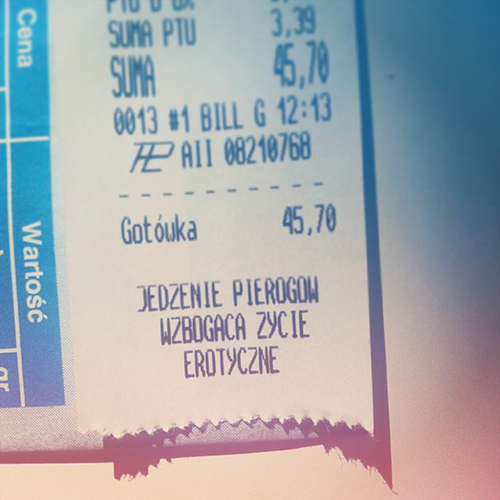 SUMA PTU 3,39
SUMA 45,70
0013 #1 BILL G 12:13
AII 08210768
Gotówka 45,70
JEDZENIE PIEROGOW
WZBOGACA ZYCIE
EROTYCZNE
Cena
Wartość
gr